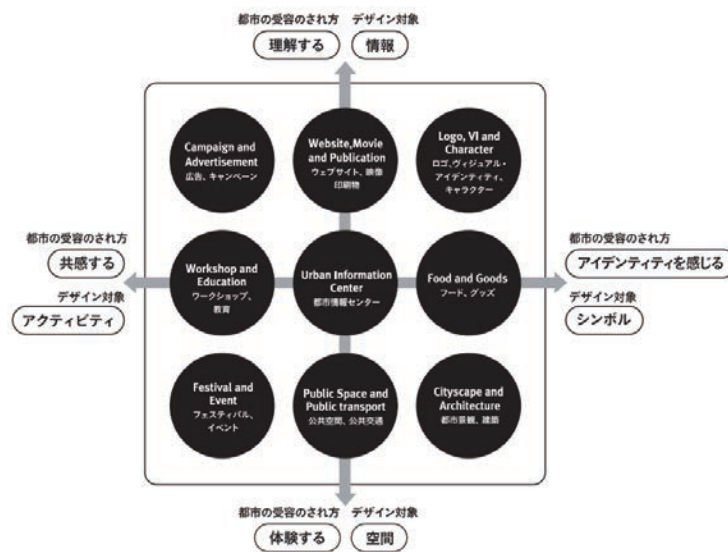 都市の受容のされ方 デザイン対象
理解する 情報
Campaign and
Advertisement
広告、キャンペーン
Website,Movie
and Publication
ウェブサイト、映像
印刷物
Logo, VI and
Character
ロゴ、ヴィジュアル・
アイデンティティ、
キャラクター
都市の受容のされ方
共感する
デザイン対象
アクティビティ
Workshop and
Education
ワークショップ、
教育
Urban Information
Center
都市情報センター
Food and Goods
フード、グッズ
都市の受容のされ方
アイデンティティを感じる
デザイン対象
シンボル
Festival and
Event
フェスティバル、
イベント
Public Space and
Public transport
公共空間、公共交通
Cityscape and
Architecture
都市景観、建築
都市の受容のされ方 デザイン対象
体験する 空間